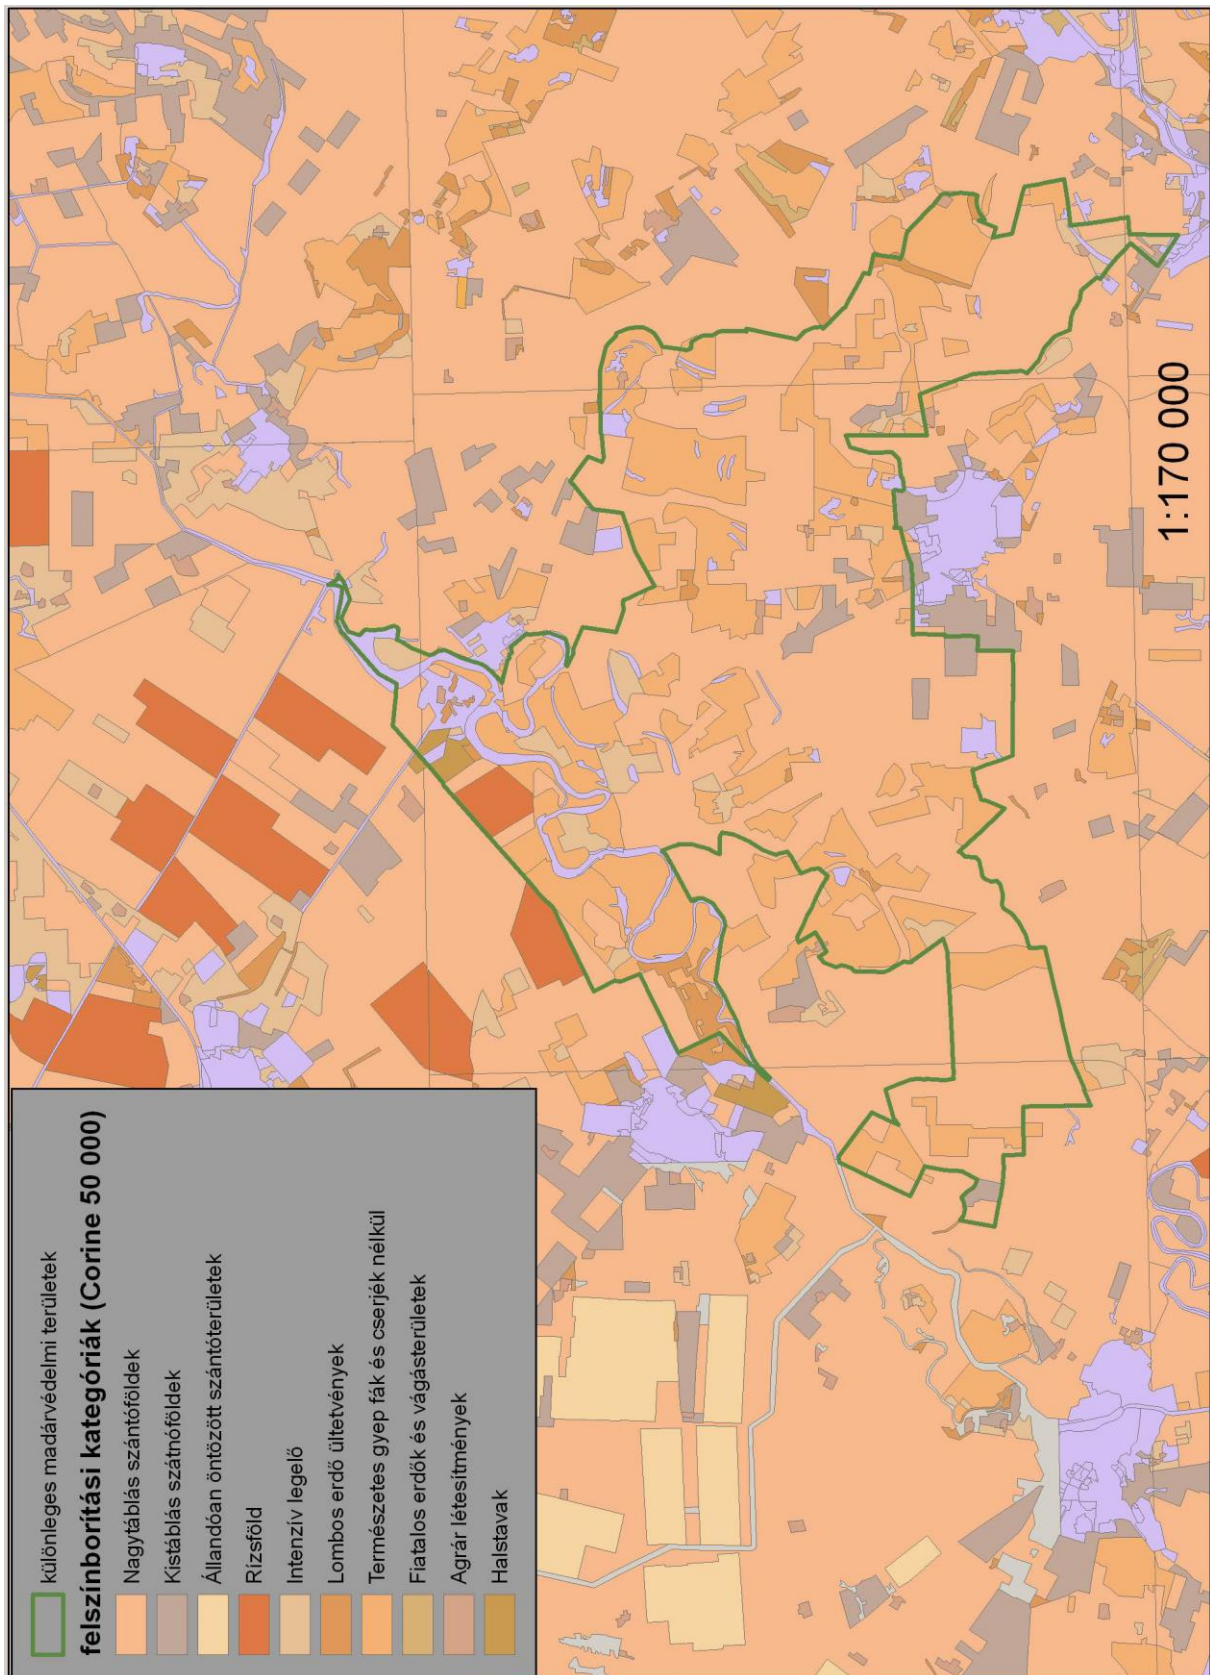 különleges madárvédelmi területek
felszínborítási kategóriák (Corine 50 000)
Nagytáblás szántóföldek
Kistáblás szátnóföldek
Állandóan öntözött szántóterületek
Rizsföld
Intenzív legelő
Lombos erdő ültetvények
Természetes gyep fák és cserjék nélkül
Fiatalos erdők és vágásterületek
Agrár létesítmények
Halstavak
1:170 000